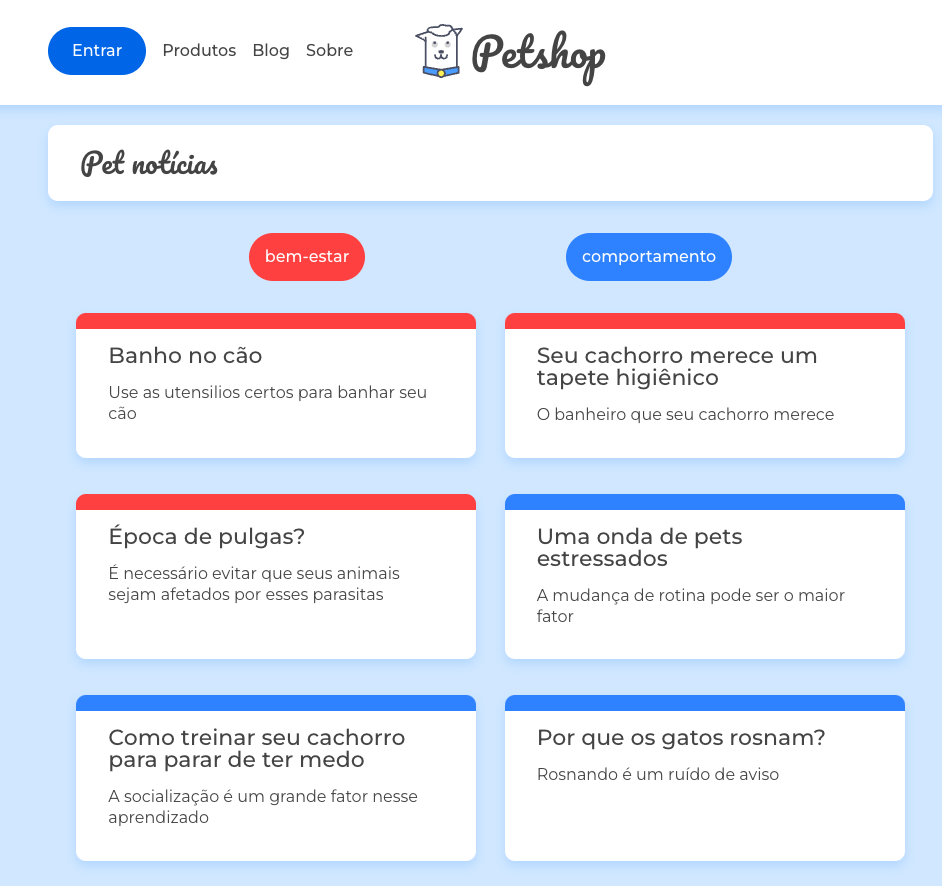 Entrar Produtos Blog Sobre Petshop
Pet notícias
bem-estar comportamento
Banho no cão
Use as utensilios certos para banhar seu
cão
Seu cachorro merece um
tapete higiênico
O banheiro que seu cachorro merece
Época de pulgas?
É necessário evitar que seus animais
sejam afetados por esses parasitas
Uma onda de pets
estressados
A mudança de rotina pode ser o maior
fator
Como treinar seu cachorro
para parar de ter medo
A socialização é um grande fator nesse
aprendizado
Por que os gatos rosnam?
Rosnando é um ruído de aviso